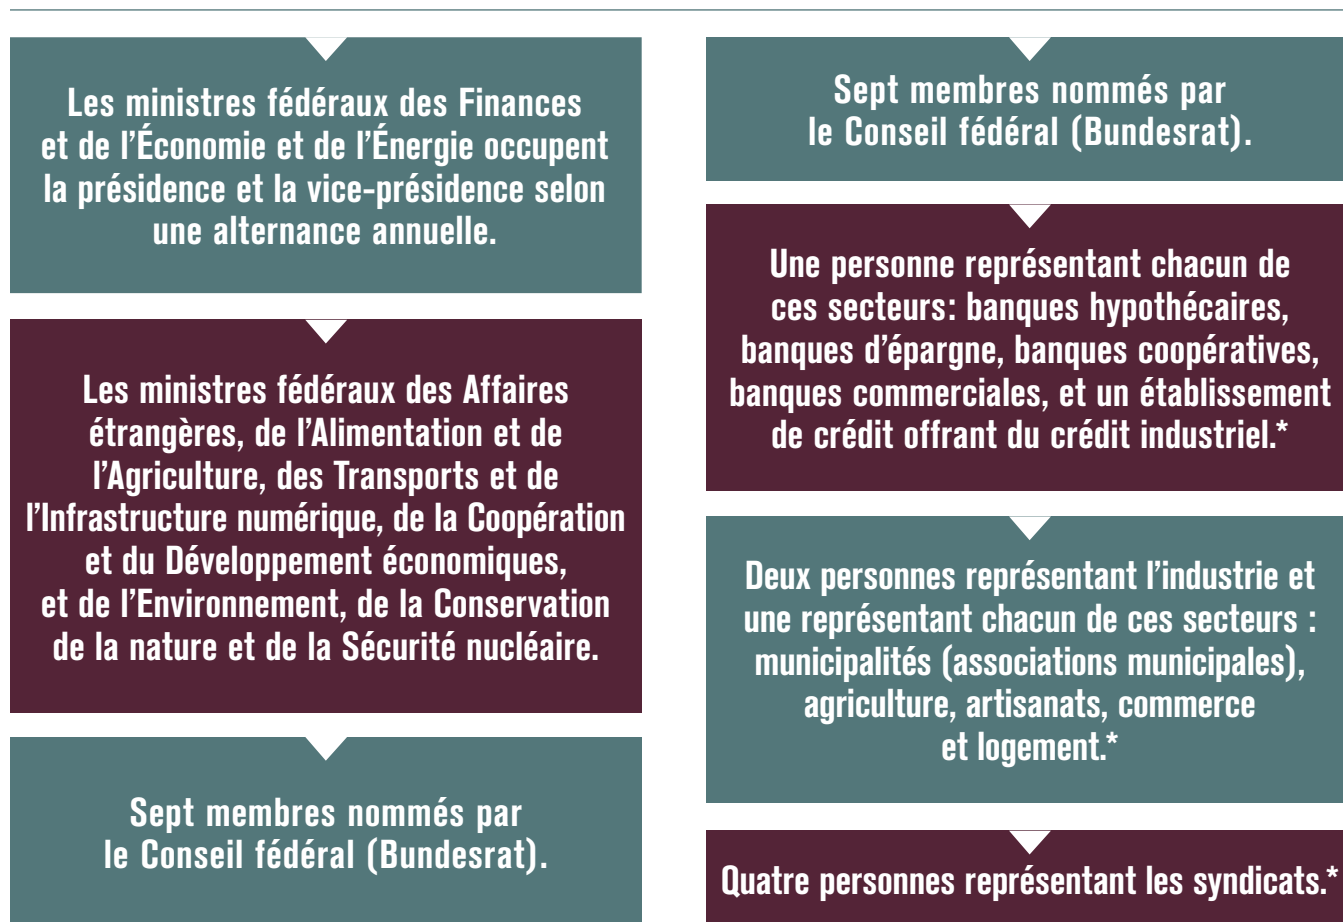 Les ministres fédéraux des Finances
et de l’Économie et de l’Énergie occupent
la présidence et la vice-présidence selon
une alternance annuelle.
Les ministres fédéraux des Affaires
étrangères, de l’Alimentation et de
l’Agriculture, des Transports et de
l’Infrastructure numérique, de la Coopération
et du Développement économiques,
et de l’Environnement, de la Conservation
de la nature et de la Sécurité nucléaire.
Sept membres nommés par
le Conseil fédéral (Bundesrat).
Sept membres nommés par
le Conseil fédéral (Bundesrat).
Une personne représentant chacun de
ces secteurs: banques hypothécaires,
banques d’épargne, banques coopératives,
banques commerciales, et un établissement
de crédit offrant du crédit industriel.*
Deux personnes représentant l’industrie et
une représentant chacun de ces secteurs :
municipalités (associations municipales),
agriculture, artisanats, commerce
et logement.*
Quatre personnes représentant les syndicats.*